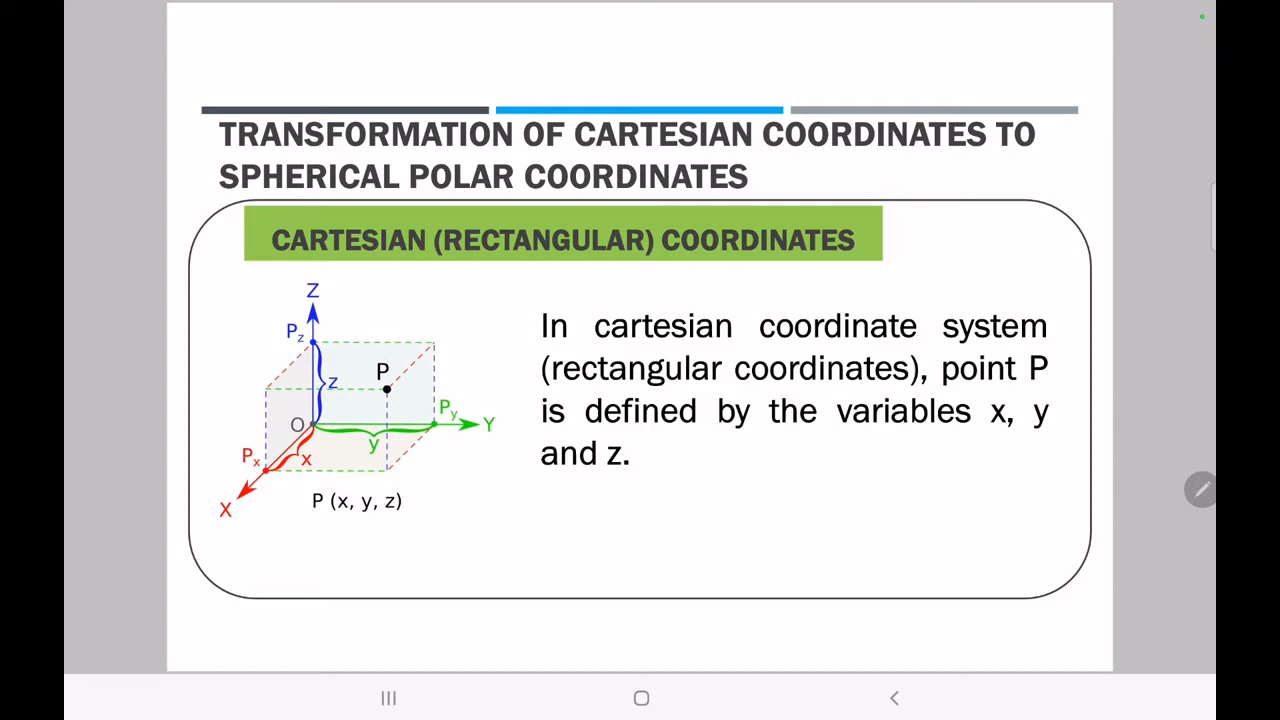 TRANSFORMATION OF CARTESIAN COORDINATES TO
SPHERICAL POLAR COORDINATES
CARTESIAN (RECTANGULAR) COORDINATES
Z
Pz
z
P
O
Py
Y
y
Px
x
X
P (x, y, z)
In cartesian coordinate system
(rectangular coordinates), point P
is defined by the variables x, y
and z.